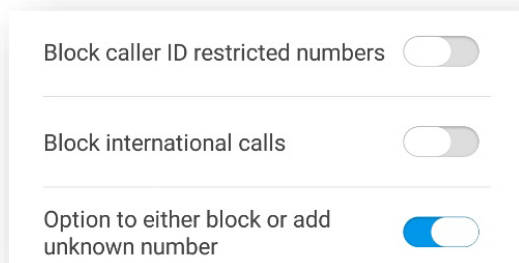 Block caller ID restricted numbers
Block international calls
Option to either block or add
unknown number